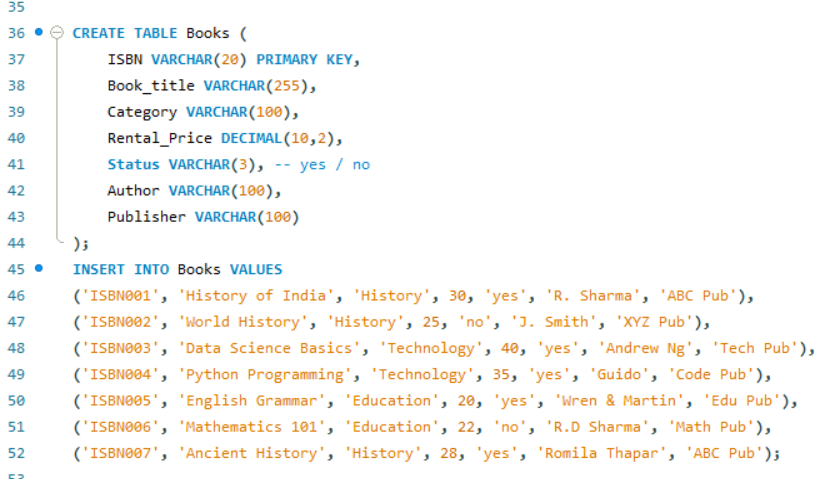 35
36 CREATE TABLE Books (
37 ISBN VARCHAR(20) PRIMARY KEY,
38 Book_title VARCHAR(255),
39 Category VARCHAR(100),
40 Rental_Price DECIMAL(10,2),
41 Status VARCHAR(3), -- yes / no
42 Author VARCHAR(100),
43 Publisher VARCHAR(100)
44 );
45 INSERT INTO Books VALUES
46 ('ISBN001', 'History of India', 'History', 30, 'yes', 'R. Sharma', 'ABC Pub'),
47 ('ISBN002', 'World History', 'History', 25, 'no', 'J. Smith', 'XYZ Pub'),
48 ('ISBN003', 'Data Science Basics', 'Technology', 40, 'yes', 'Andrew Ng', 'Tech Pub'),
49 ('ISBN004', 'Python Programming', 'Technology', 35, 'yes', 'Guido', 'Code Pub'),
50 ('ISBN005', 'English Grammar', 'Education', 20, 'yes', 'Wren & Martin', 'Edu Pub'),
51 ('ISBN006', 'Mathematics 101', 'Education', 22, 'no', 'R.D Sharma', 'Math Pub'),
52 ('ISBN007', 'Ancient History', 'History', 28, 'yes', 'Romila Thapar', 'ABC Pub');
53